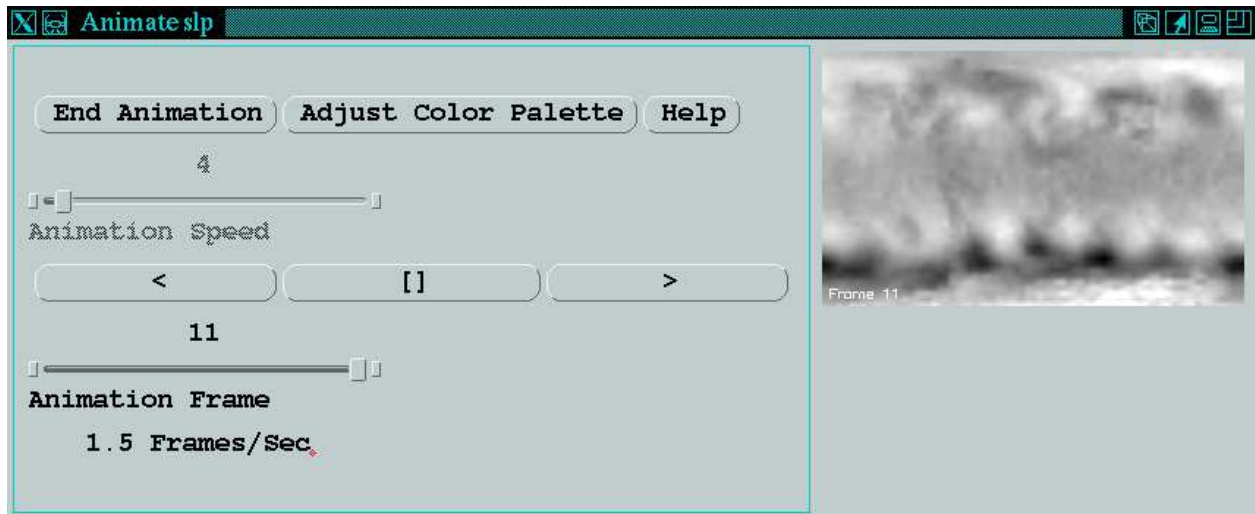 Animate slp
End Animation Adjust Color Palette Help
4
Animation Speed
< [] >
Frame 11
11
Animation Frame
1.5 Frames/Sec